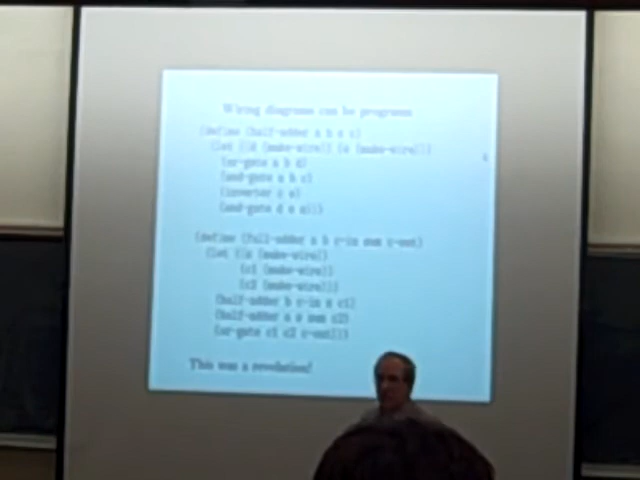 Wiring diagrams can be programs
(define (half-adder a b s c)
(let ((d (make-wire)) (e (make-wire)))
(or-gate a b d)
(and-gate a b c)
(inverter c e)
(and-gate d e s)))
(define (full-adder a b c-in sum c-out)
(let ((s (make-wire))
(c1 (make-wire))
(c2 (make-wire)))
(half-adder b c-in s c1)
(half-adder a s sum c2)
(or-gate c1 c2 c-out)))
This was a revolution!